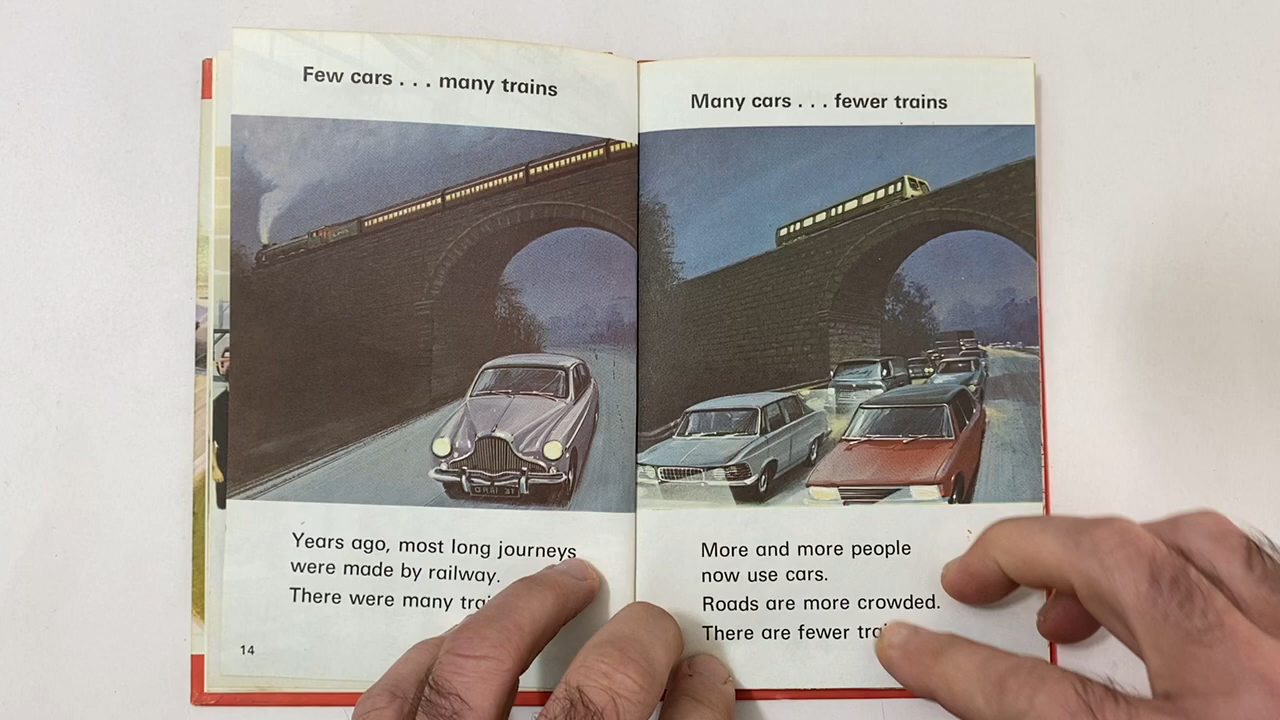 Few cars . . . many trains
Years ago, most long journeys
were made by railway.
There were many
14
Many cars . . . fewer trains
More and more people
now use cars.
Roads are more crowded.
There are fewer